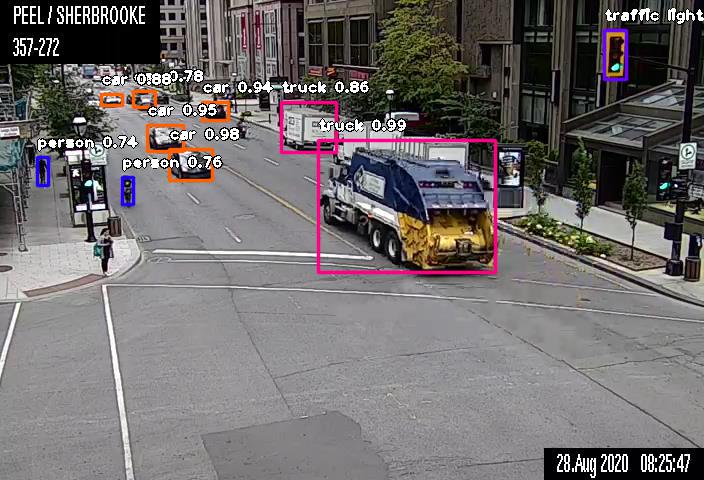 PEEL / SHERBROOKE
357-272
traffic light
car 0.88
0.78
car 0.94
truck 0.86
car 0.95
truck 0.99
car 0.98
person 0.74
person 0.76
28.Aug 2020 08:25:47